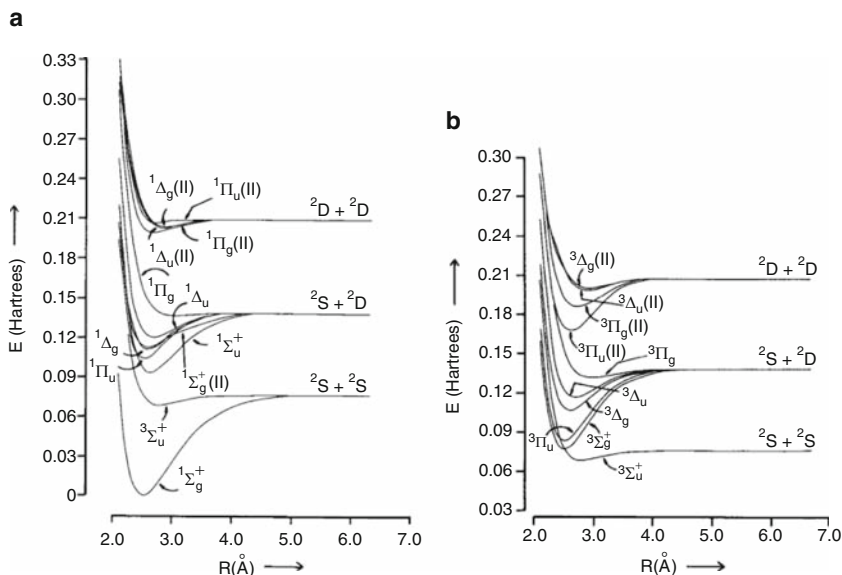 a
0.33
0.30
0.27
0.24
0.21
0.18
0.15
0.12
0.09
0.06
0.03
0
E (Hartrees)
¹Δg(II)
¹Πu(II)
²D + ²D
¹Δu(II)
¹Πg(II)
¹Πg
¹Δu
²S + ²D
¹Δg
¹Πu
¹Σu⁺
¹Σg⁺(II)
²S + ²S
³Σu⁺
¹Σg⁺
2.0 3.0 4.0 5.0 6.0 7.0
R(Å)
b
0.30
0.27
0.24
0.21
0.18
0.15
0.12
0.09
0.06
0.03
E (Hartrees)
³Δg(II)
²D + ²D
³Δu(II)
³Πg(II)
³Πu(II)
³Πg
²S + ²D
³Δu
³Δg
³Πu
³Σg⁺
²S + ²S
³Σu⁺
2.0 3.0 4.0 5.0 6.0 7.0
R(Å)